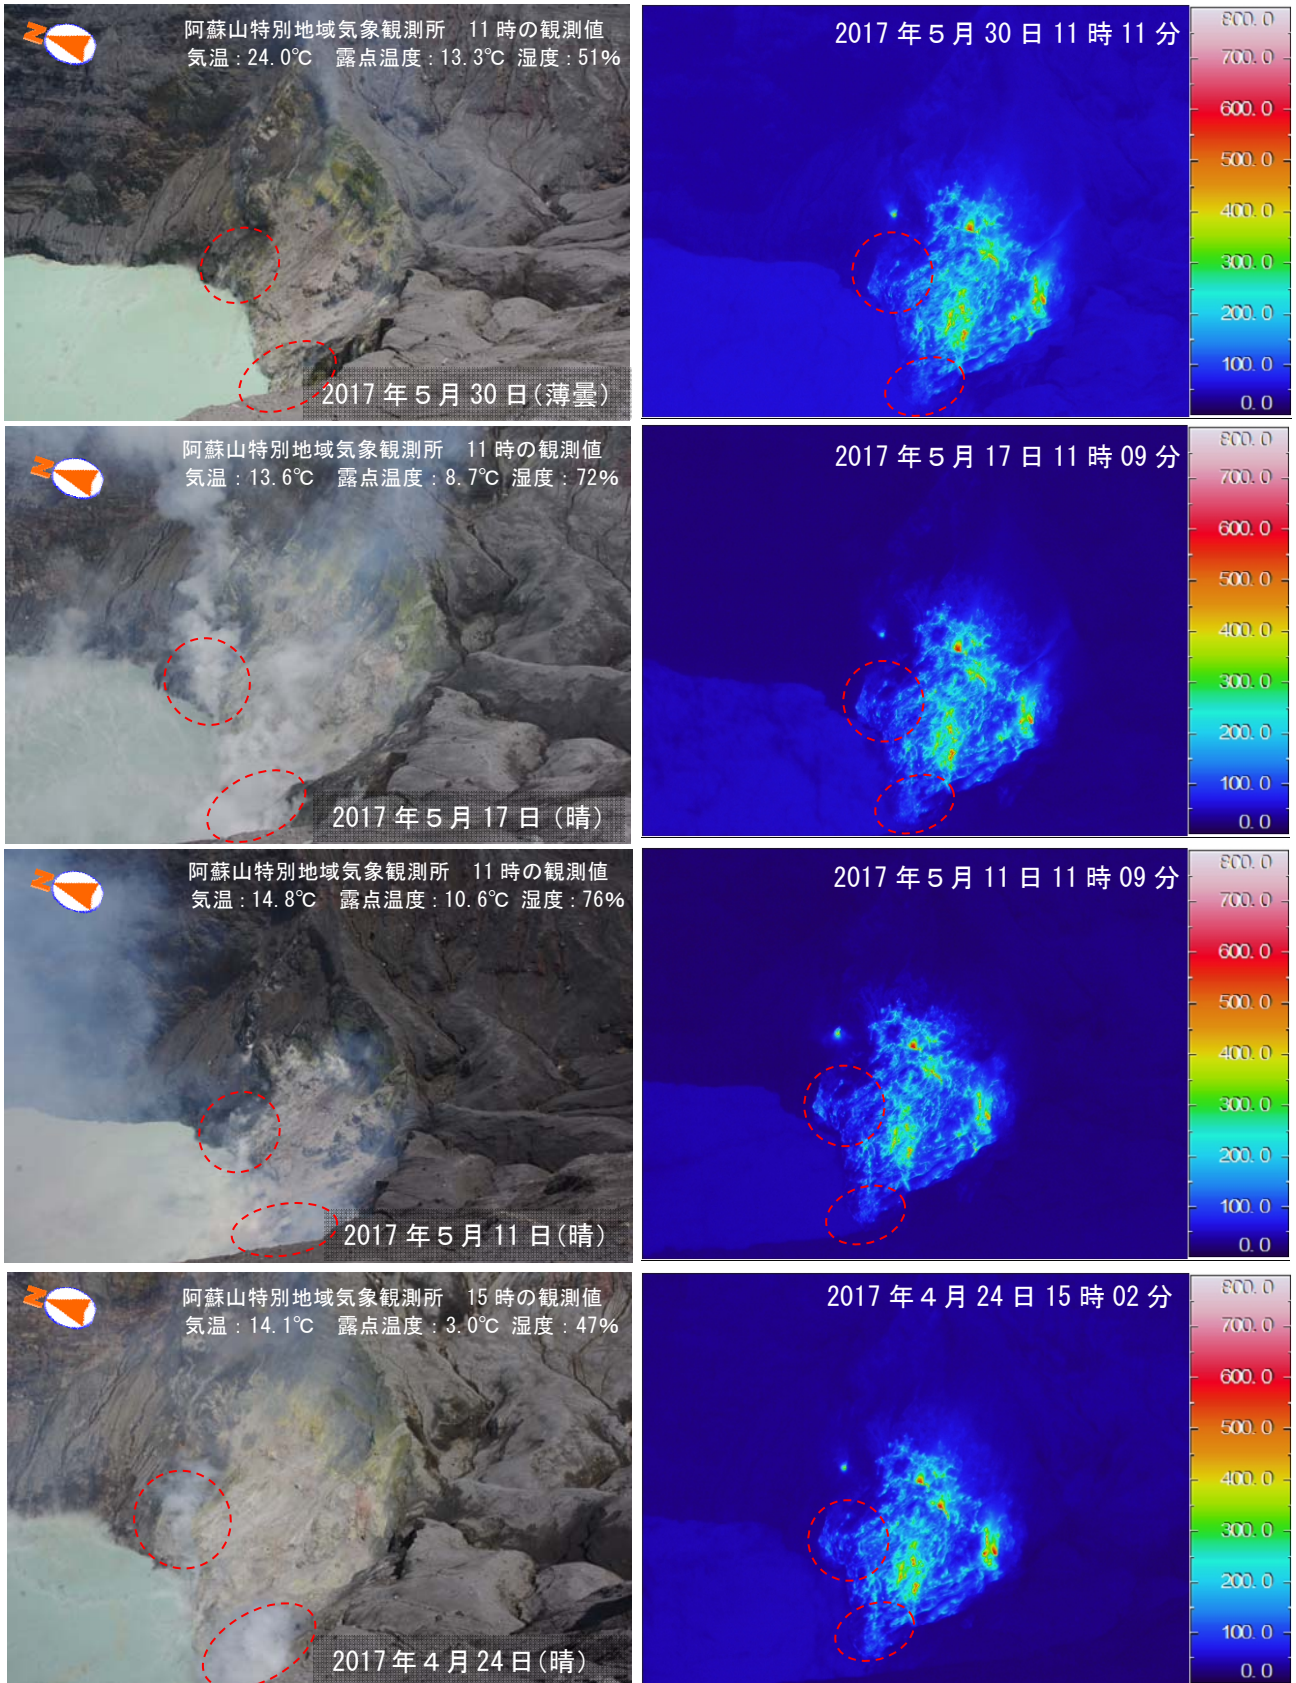 N
阿蘇山特別地域気象観測所 11時の観測値
気温：24.0℃ 露点温度：13.3℃ 湿度：51%
2017年5月30日(薄曇)
2017年5月30日11時11分
800.0
700.0
600.0
500.0
400.0
300.0
200.0
100.0
0.0
N
阿蘇山特別地域気象観測所 11時の観測値
気温：13.6℃ 露点温度：8.7℃ 湿度：72%
2017年5月17日(晴)
2017年5月17日11時09分
800.0
700.0
600.0
500.0
400.0
300.0
200.0
100.0
0.0
N
阿蘇山特別地域気象観測所 11時の観測値
気温：14.8℃ 露点温度：10.6℃ 湿度：76%
2017年5月11日(晴)
2017年5月11日11時09分
800.0
700.0
600.0
500.0
400.0
300.0
200.0
100.0
0.0
N
阿蘇山特別地域気象観測所 15時の観測値
気温：14.1℃ 露点温度：3.0℃ 湿度：47%
2017年4月24日(晴)
2017年4月24日15時02分
800.0
700.0
600.0
500.0
400.0
300.0
200.0
100.0
0.0